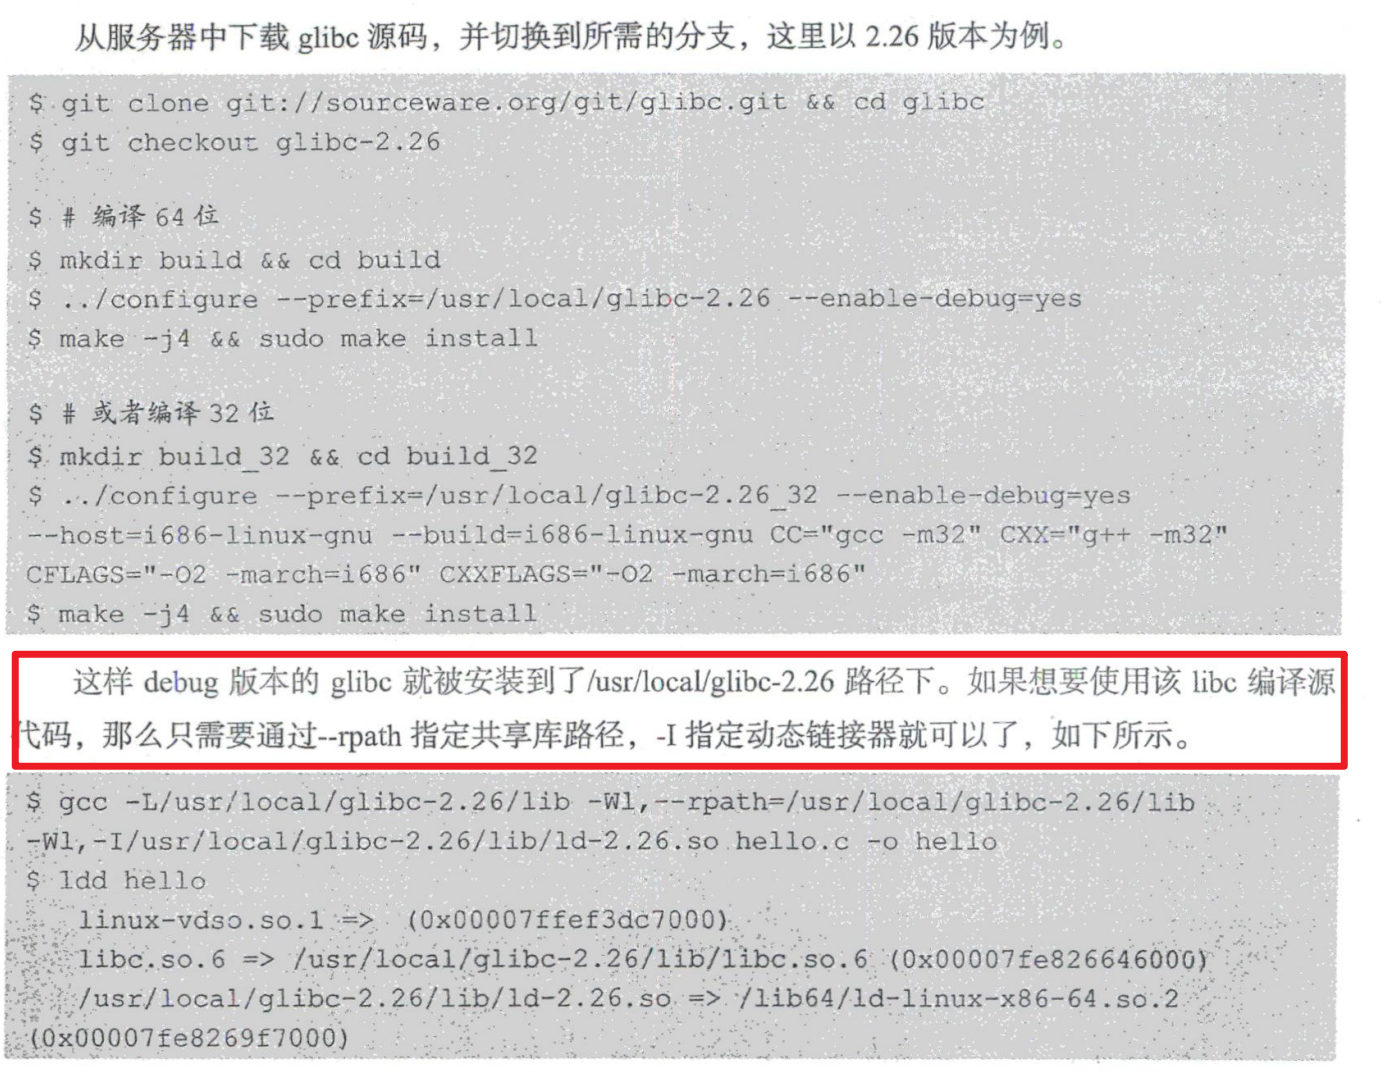 从服务器中下载 glibc 源码，并切换到所需的分支，这里以 2.26 版本为例。
$ git clone git://sourceware.org/git/glibc.git && cd glibc
$ git checkout glibc-2.26
$ # 编译 64 位
$ mkdir build && cd build
$ ../configure --prefix=/usr/local/glibc-2.26 --enable-debug=yes
$ make -j4 && sudo make install
$ # 或者编译 32 位
$ mkdir build_32 && cd build_32
$ ../configure --prefix=/usr/local/glibc-2.26_32 --enable-debug=yes
--host=i686-linux-gnu --build=i686-linux-gnu CC="gcc -m32" CXX="g++ -m32"
CFLAGS="-O2 -march=i686" CXXFLAGS="-O2 -march=i686"
$ make -j4 && sudo make install
这样 debug 版本的 glibc 就被安装到了/usr/local/glibc-2.26 路径下。如果想要使用该 libc 编译源
代码，那么只需要通过--rpath 指定共享库路径，-I 指定动态链接器就可以了，如下所示。
$ gcc -L/usr/local/glibc-2.26/lib -Wl,--rpath=/usr/local/glibc-2.26/lib
-Wl,-I/usr/local/glibc-2.26/lib/ld-2.26.so hello.c -o hello
$ ldd hello
linux-vdso.so.1 => (0x00007ffef3dc7000)
libc.so.6 => /usr/local/glibc-2.26/lib/libc.so.6 (0x00007fe826646000)
/usr/local/glibc-2.26/lib/ld-2.26.so => /lib64/ld-linux-x86-64.so.2
(0x00007fe8269f7000)